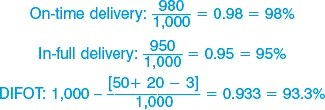 On-time delivery: 980/1,000 = 0.98 = 98%
In-full delivery: 950/1,000 = 0.95 = 95%
DIFOT: 1,000 – [50+ 20 – 3]/1,000 = 0.933 = 93.3%